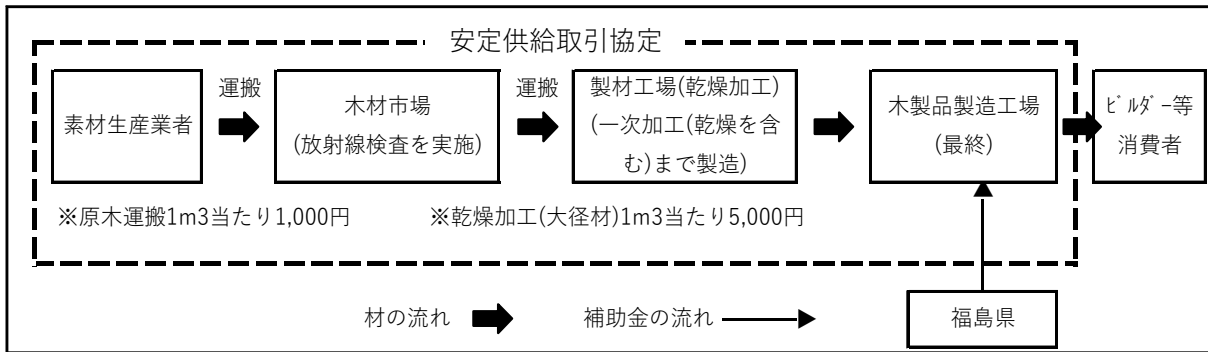 安定供給取引協定
素材生産業者
運搬
木材市場
(放射線検査を実施)
運搬
製材工場(乾燥加工)
(一次加工(乾燥を含
む)まで製造)
木製品製造工場
(最終)
ﾋﾞﾙﾀﾞｰ等
消費者
※原木運搬1m3当たり1,000円
※乾燥加工(大径材)1m3当たり5,000円
材の流れ
補助金の流れ
福島県